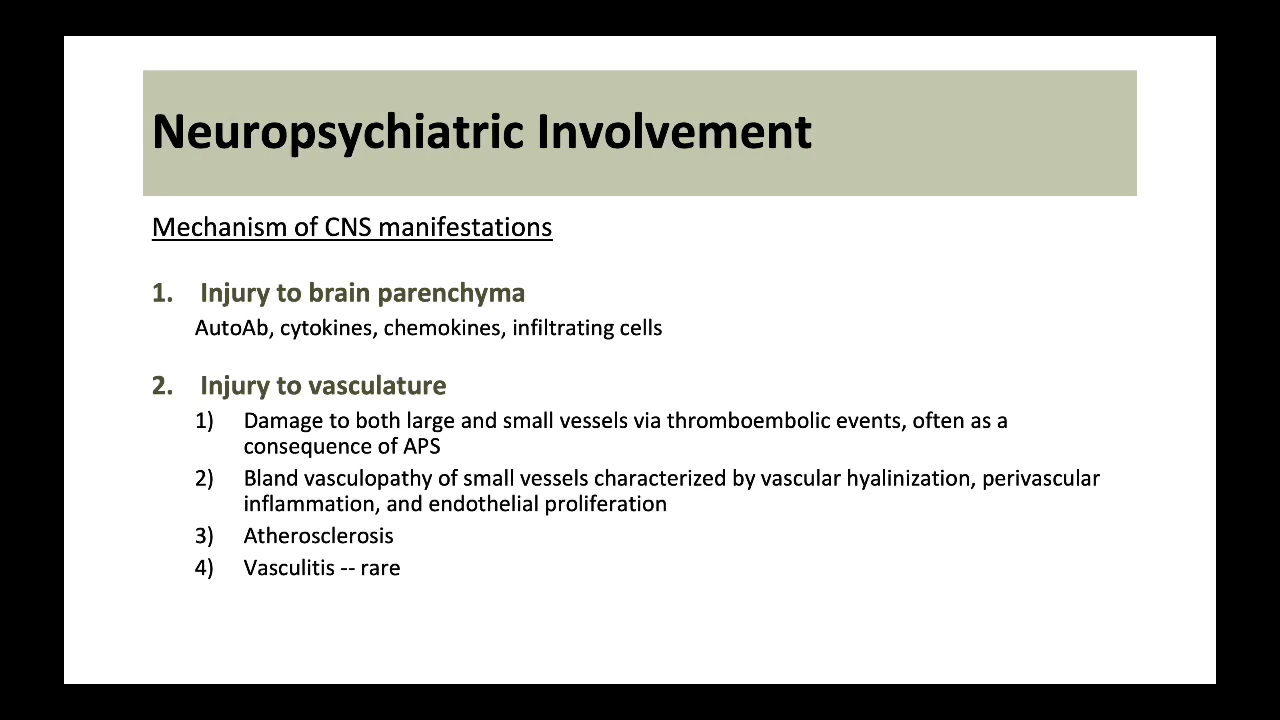 Neuropsychiatric Involvement
Mechanism of CNS manifestations
1. Injury to brain parenchyma
AutoAb, cytokines, chemokines, infiltrating cells
2. Injury to vasculature
1) Damage to both large and small vessels via thromboembolic events, often as a
consequence of APS
2) Bland vasculopathy of small vessels characterized by vascular hyalinization, perivascular
inflammation, and endothelial proliferation
3) Atherosclerosis
4) Vasculitis -- rare